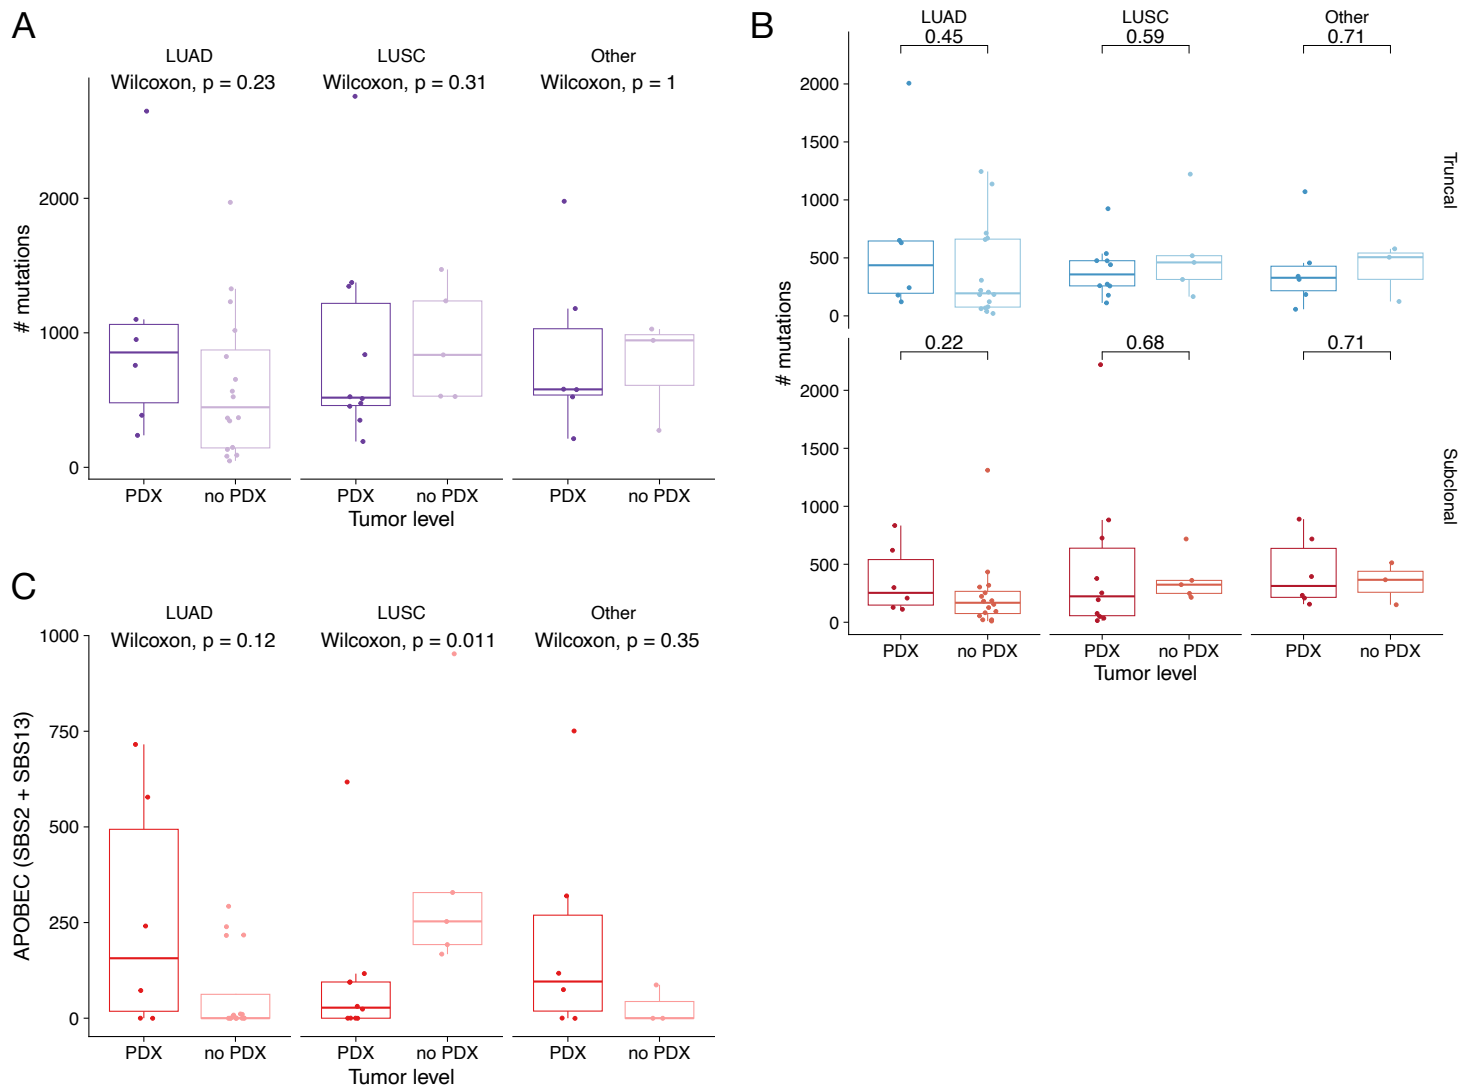 A
LUAD
LUSC
Other
Wilcoxon, p = 0.23
Wilcoxon, p = 0.31
Wilcoxon, p = 1
# mutations
2000
1000
0
PDX
no PDX
PDX
no PDX
PDX
no PDX
Tumor level
B
LUAD
LUSC
Other
0.45
0.59
0.71
2000
1500
1000
500
0
Truncal
# mutations
0.22
0.68
0.71
2000
1500
1000
500
0
Subclonal
PDX
no PDX
PDX
no PDX
PDX
no PDX
Tumor level
C
LUAD
LUSC
Other
Wilcoxon, p = 0.12
Wilcoxon, p = 0.011
Wilcoxon, p = 0.35
APOBEC (SBS2 + SBS13)
1000
750
500
250
0
PDX
no PDX
PDX
no PDX
PDX
no PDX
Tumor level